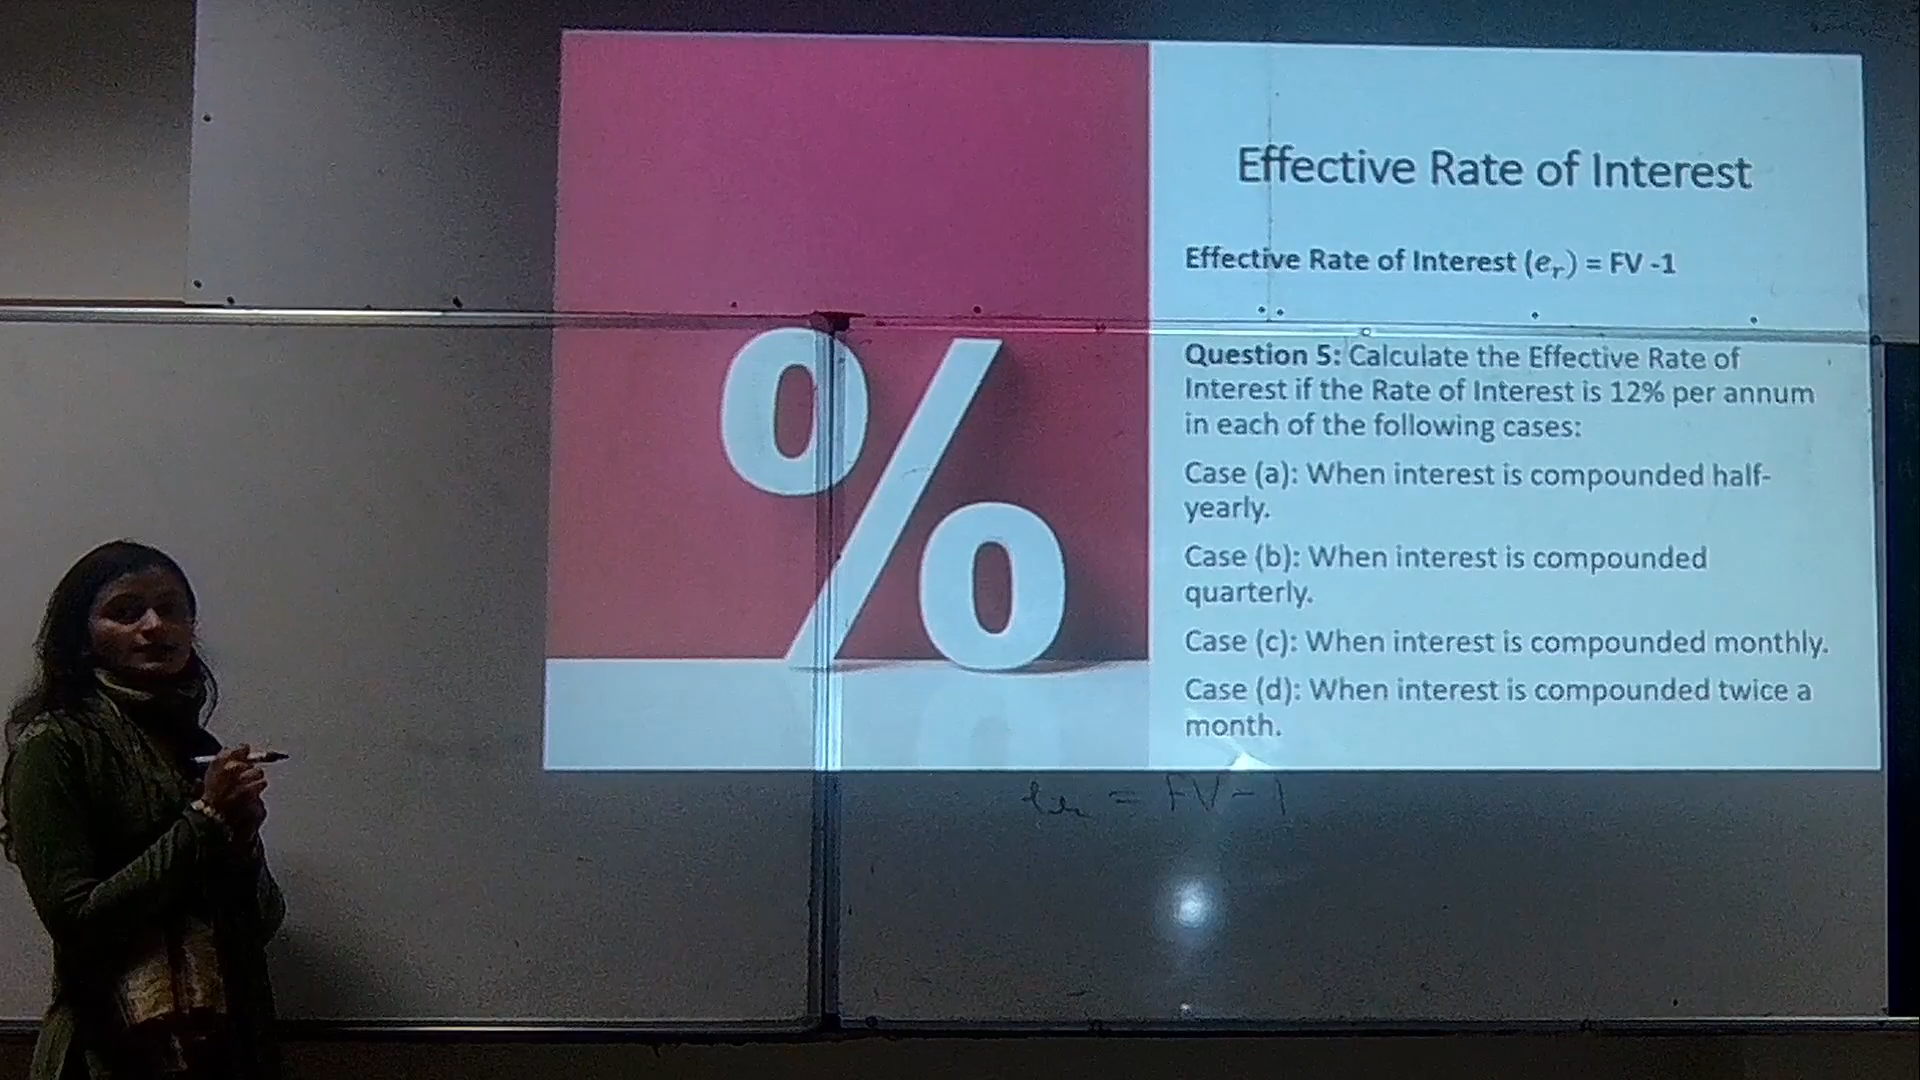 Effective Rate of Interest
Effective Rate of Interest (eᵣ) = FV -1
Question 5: Calculate the Effective Rate of
Interest if the Rate of Interest is 12% per annum
in each of the following cases:
Case (a): When interest is compounded half-
yearly.
Case (b): When interest is compounded
quarterly.
Case (c): When interest is compounded monthly.
Case (d): When interest is compounded twice a
month.
%
eᵣ = FV - 1